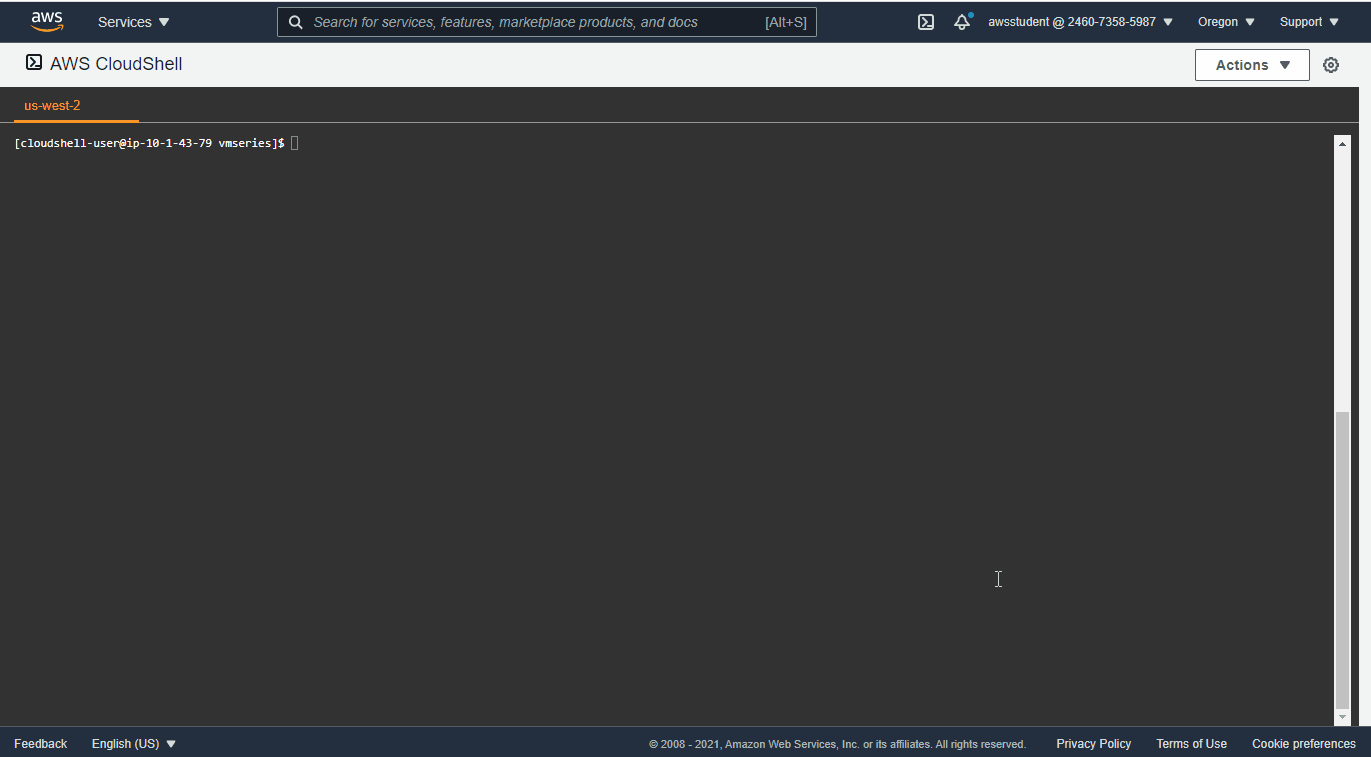 aws Services Search for services, features, marketplace products, and docs [Alt+S] awsstudent @ 2460-7358-5987 Oregon Support
AWS CloudShell Actions
us-west-2
[cloudshell-user@ip-10-1-43-79 vmseries]$
Feedback English (US) © 2008 - 2021, Amazon Web Services, Inc. or its affiliates. All rights reserved. Privacy Policy Terms of Use Cookie preferences